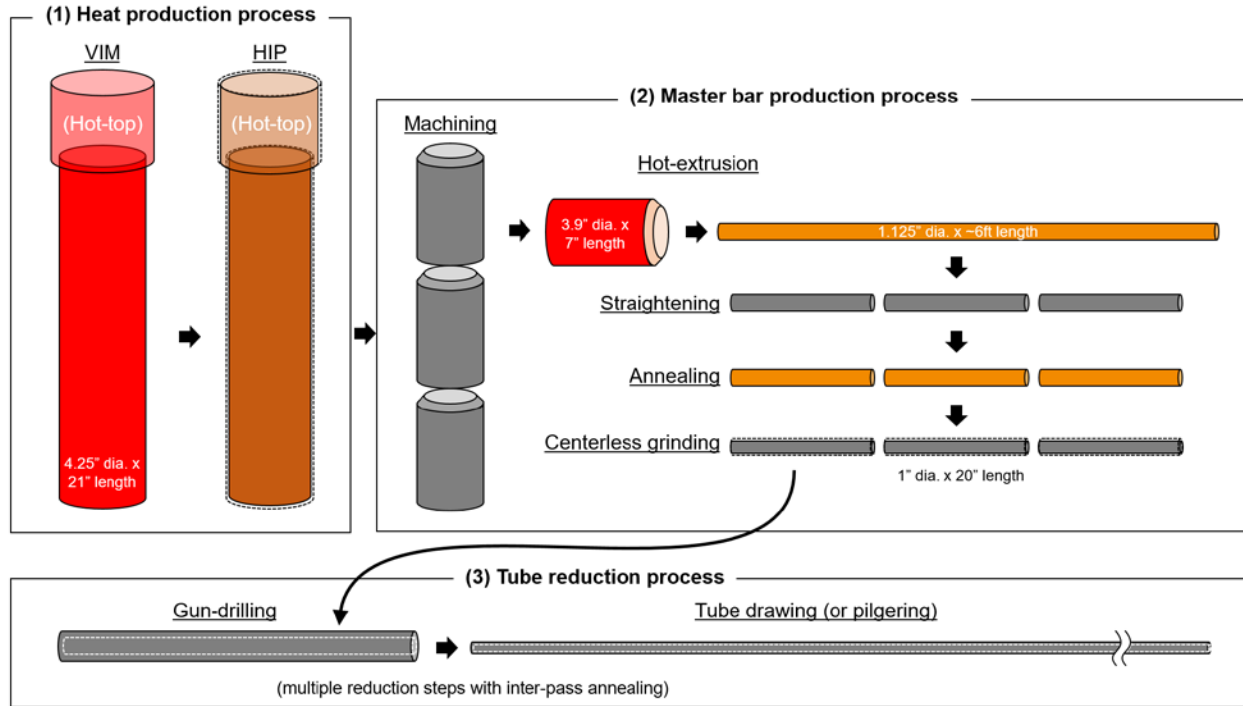 (1) Heat production process
VIM
HIP
(Hot-top)
(Hot-top)
4.25” dia. x
21” length
(2) Master bar production process
Machining
Hot-extrusion
3.9” dia. x
7” length
1.125” dia. x ~6ft length
Straightening
Annealing
Centerless grinding
1” dia. x 20” length
(3) Tube reduction process
Gun-drilling
Tube drawing (or pilgering)
(multiple reduction steps with inter-pass annealing)